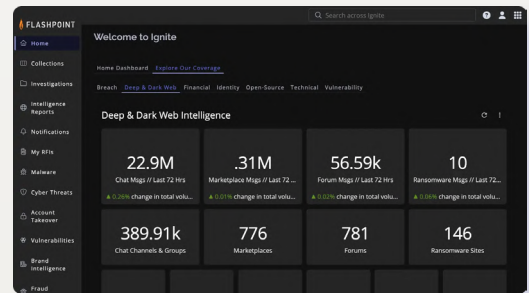 FLASHPOINT
Search across Ignite
Home
Collections
Investigations
Intelligence
Reports
Notifications
My RFIs
Malware
Cyber Threats
Account
Takeover
Vulnerabilities
Brand
Intelligence
Fraud
Welcome to Ignite
Home Dashboard Explore Our Coverage
Breach Deep & Dark Web Financial Identity Open-Source Technical Vulnerability
Deep & Dark Web Intelligence
22.9M
Chat Msgs // Last 72 Hrs
▲ 0.26% change in total volu...
.31M
Marketplace Msgs // Last 72 ...
▲ 0.01% change in total volu...
56.59k
Forum Msgs // Last 72 Hrs
▲ 0.02% change in total volu...
10
Ransomware Msgs // Last 72...
▲ 0.06% change in total volu...
389.91k
Chat Channels & Groups
776
Marketplaces
781
Forums
146
Ransomware Sites